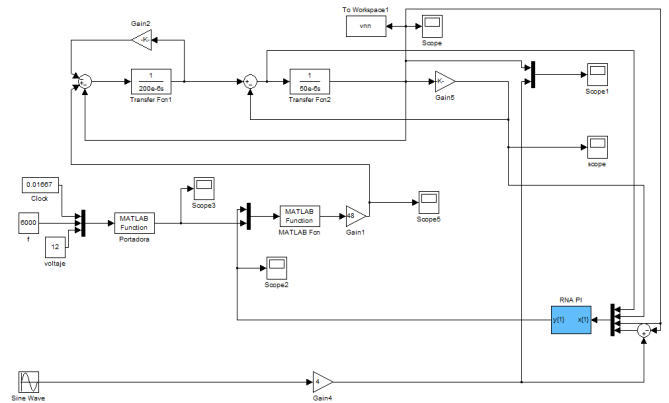 To Workspace1
vnn
Scope
Gain2
-K-
1
200e-6s
Transfer Fcn1
1
50e-6s
Transfer Fcn2
-K-
Gain5
Scope1
scope
0.01667
Clock
6000
f
12
voltaje
MATLAB
Function
Portadora
Scope3
MATLAB
Function
MATLAB Fcn
48
Gain1
Scope5
Scope2
RNA PI
y{1}
x{1}
Sine Wave
4
Gain4